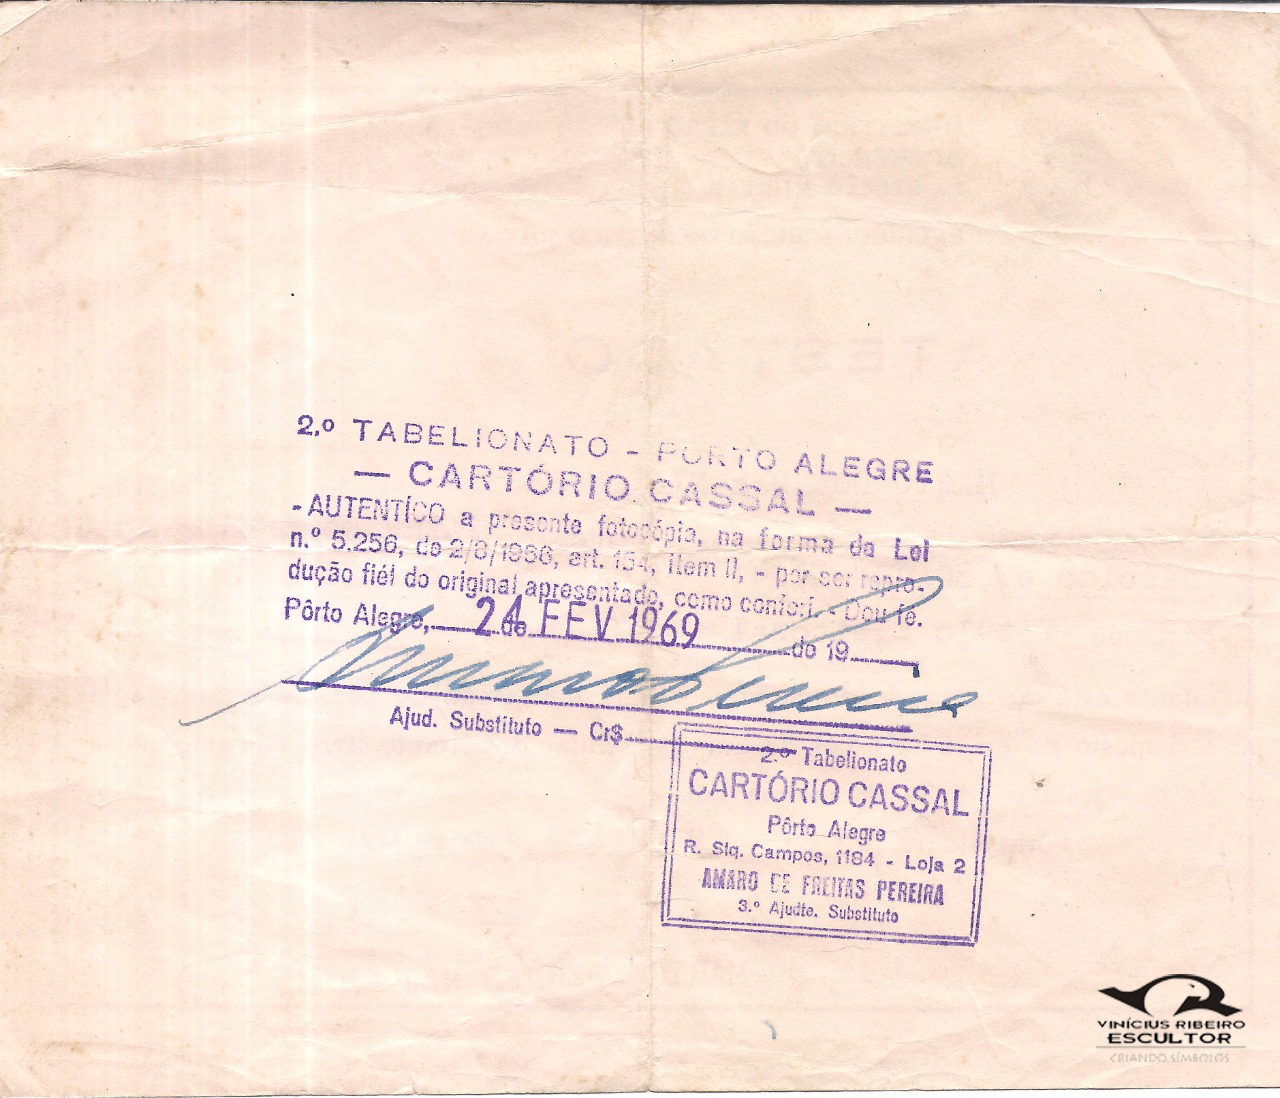 2.º TABELIONATO - PORTO ALEGRE
— CARTÓRIO CASSAL —
- AUTENTÍCO a presente fotocópia, na forma da Lei
n.º 5.256, de 2/8/1966, art. 154, item II, - por ser repro-
dução fiél do original apresentado, como conferi. - Dou fé.
Pôrto Alegre, 24 de FEV 1969 de 19
Ajud. Substituto — Cr$
2.º Tabelionato
CARTÓRIO CASSAL
Pôrto Alegre
R. Siq. Campos, 1184 - Loja 2
AMARO DE FREITAS PEREIRA
3.º Ajudte. Substituto
VINÍCIUS RIBEIRO
ESCULTOR
CRIANDO SÍMBOLOS